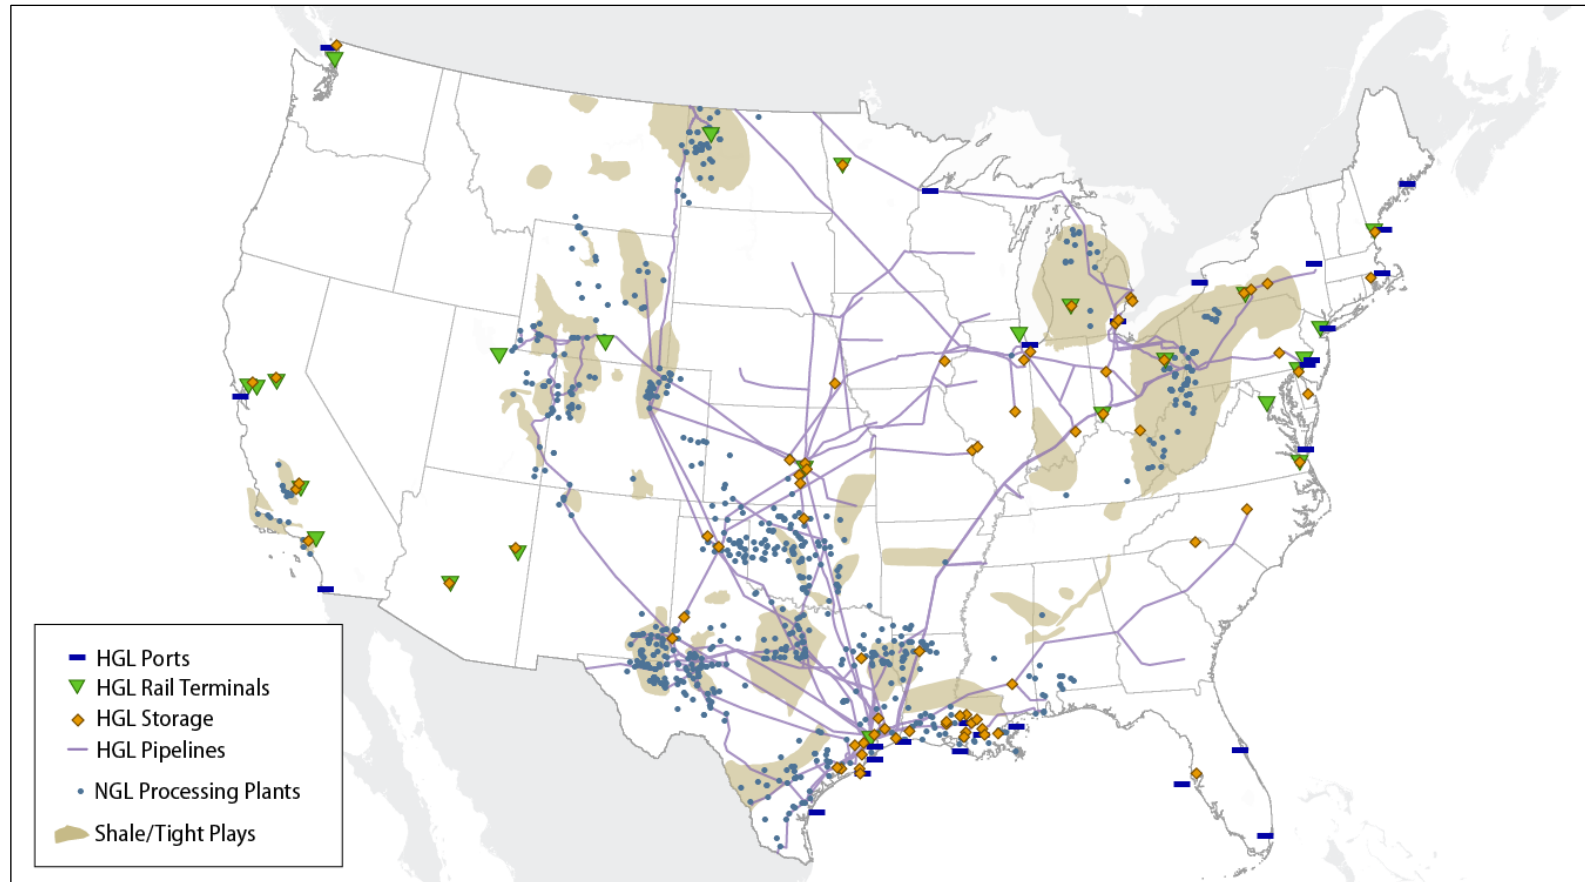 HGL Ports
HGL Rail Terminals
HGL Storage
HGL Pipelines
NGL Processing Plants
Shale/Tight Plays